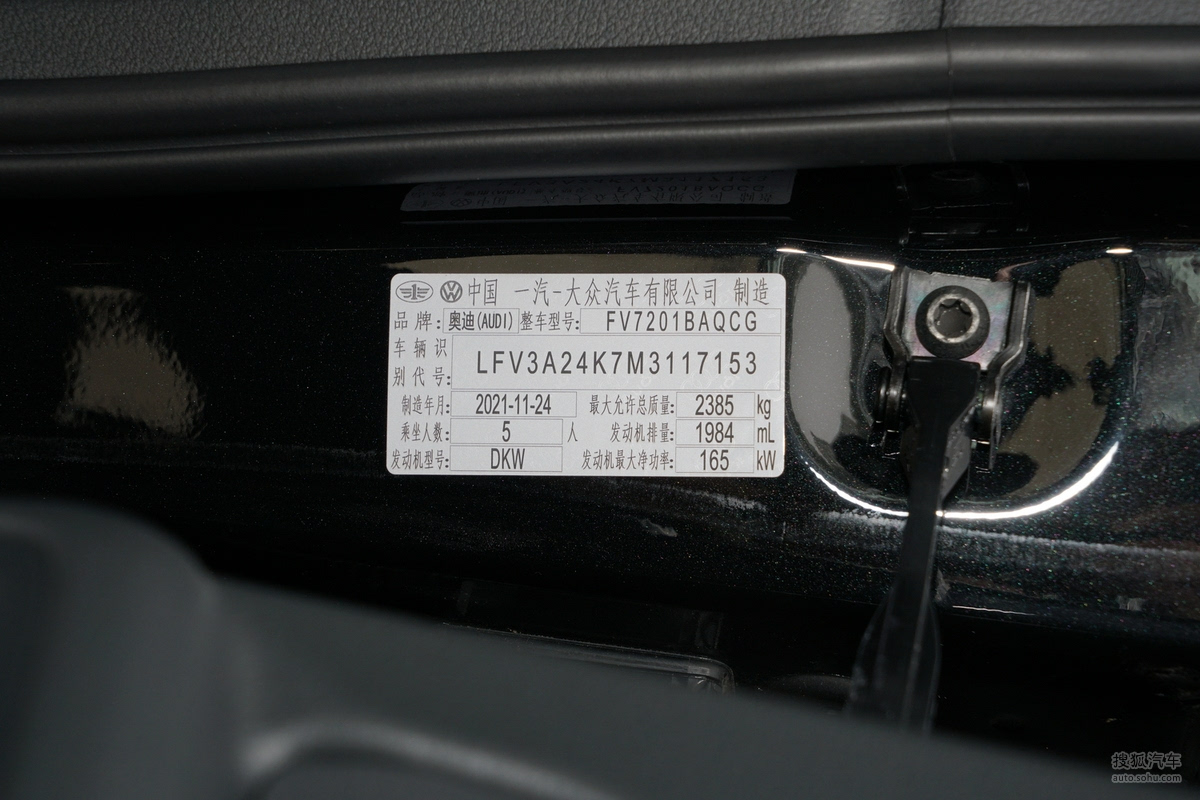 中国 一汽-大众汽车有限公司 制造
品牌: 奥迪(AUDI) 整车型号: FV7201BAQCG
车辆识别代号: LFV3A24K7M3117153
制造年月: 2021-11-24 最大允许总质量: 2385 kg
乘坐人数: 5 人 发动机排量: 1984 mL
发动机型号: DKW 发动机最大净功率: 165 kW
搜狐汽车
auto.sohu.com